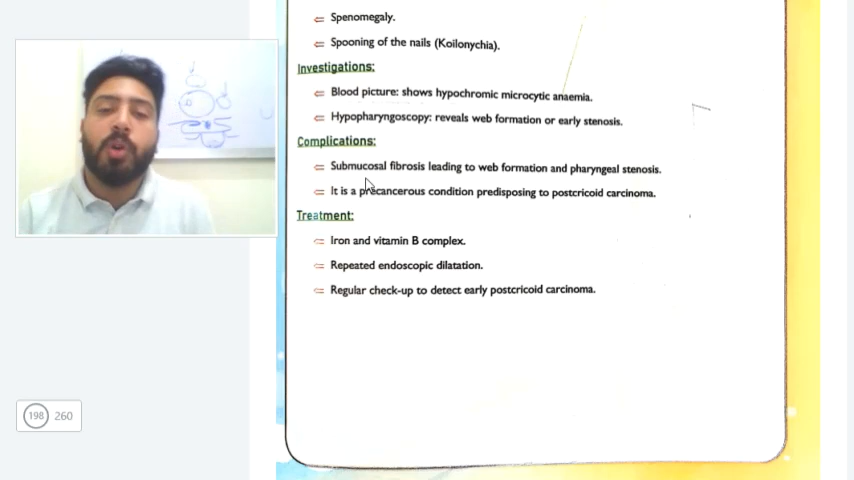 ⇐ Spenomegaly.
⇐ Spooning of the nails (Koilonychia).
Investigations:
⇐ Blood picture: shows hypochromic microcytic anaemia.
⇐ Hypopharyngoscopy: reveals web formation or early stenosis.
Complications:
⇐ Submucosal fibrosis leading to web formation and pharyngeal stenosis.
⇐ It is a precancerous condition predisposing to postcricoid carcinoma.
Treatment:
⇐ Iron and vitamin B complex.
⇐ Repeated endoscopic dilatation.
⇐ Regular check-up to detect early postcricoid carcinoma.
198 260